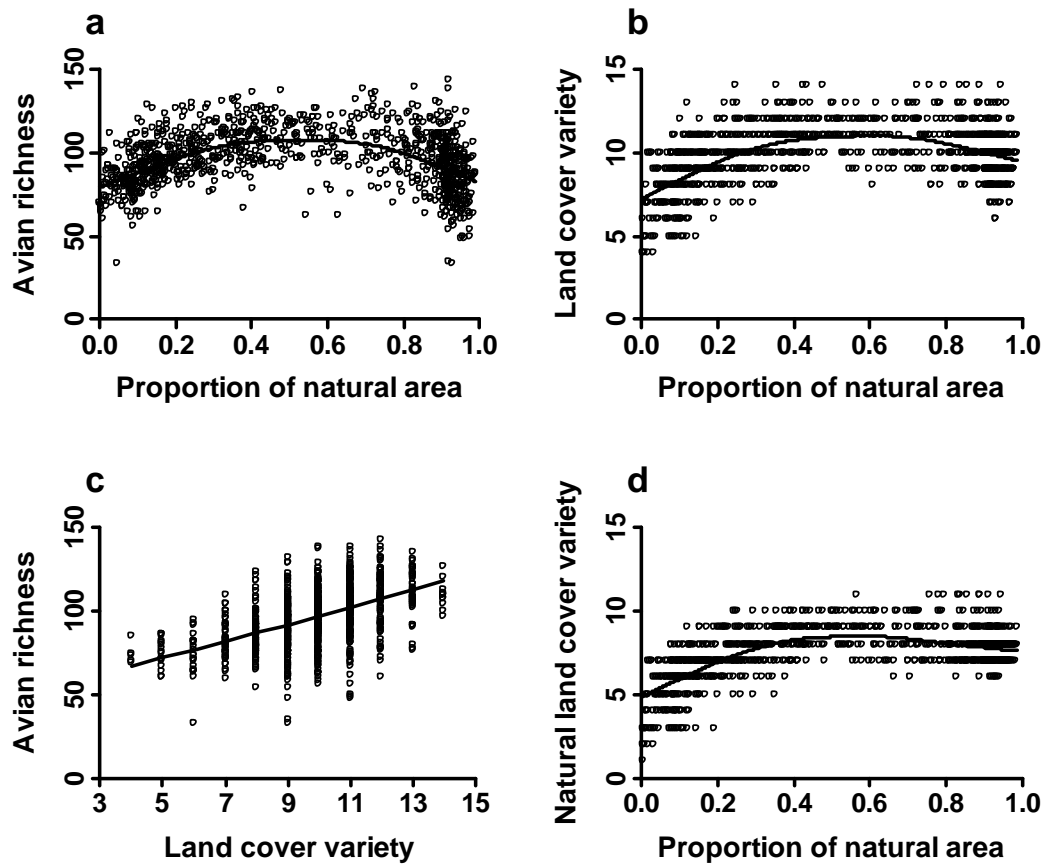 a
Avian richness
150
100
50
0
0.0 0.2 0.4 0.6 0.8 1.0
Proportion of natural area
b
Land cover variety
15
10
5
0
0.0 0.2 0.4 0.6 0.8 1.0
Proportion of natural area
c
Avian richness
150
100
50
0
3 5 7 9 11 13 15
Land cover variety
d
Natural land cover variety
15
10
5
0
0.0 0.2 0.4 0.6 0.8 1.0
Proportion of natural area